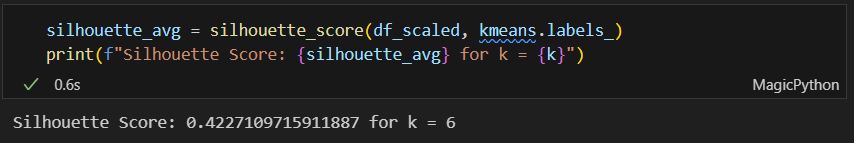 silhouette_avg = silhouette_score(df_scaled, kmeans.labels_)
print(f"Silhouette Score: {silhouette_avg} for k = {k}")
0.6s
MagicPython
Silhouette Score: 0.4227109715911887 for k = 6